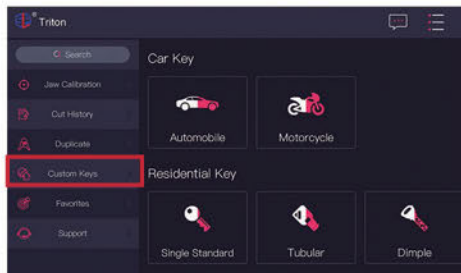 Triton
Search
Jaw Calibration
Cut History
Duplicate
Custom Keys
Favorites
Support
Car Key
Automobile
Motorcycle
Residential Key
Single Standard
Tubular
Dimple